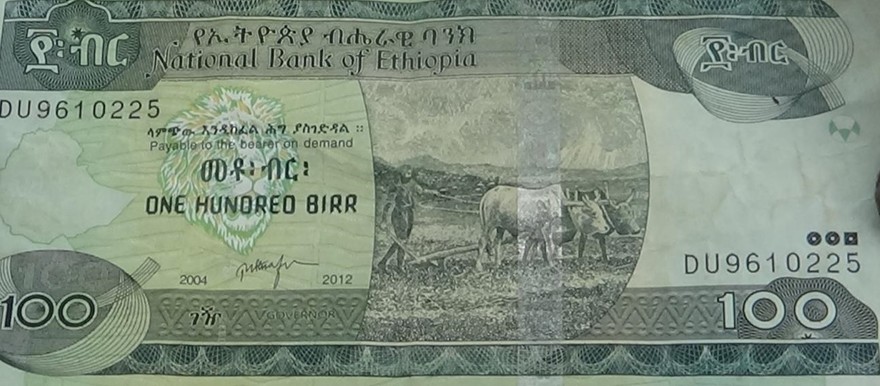 ፻፡ብር
የኢትዮጵያ ብሔራዊ ባንክ
National Bank of Ethiopia
፻፡ብር
DU9610225
ላምጭው እንዲከፈል ሕግ ያስገድዳል ።
Payable to the bearer on demand
መቶ፡ብር፡
ONE HUNDRED BIRR
DU9610225
2004 2012
100
ገዥ GOVERNOR
100